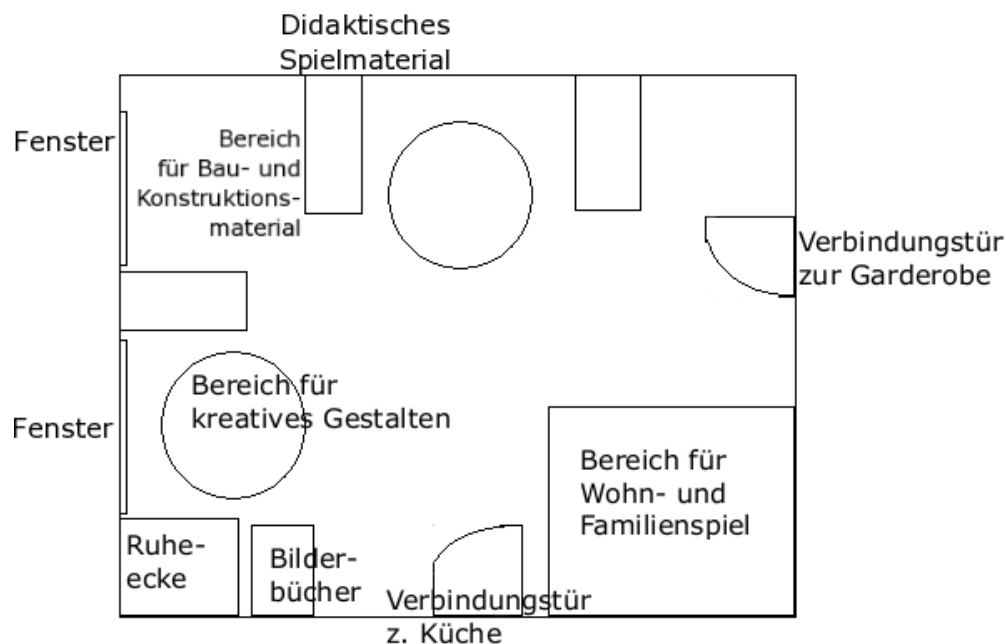 Didaktisches
Spielmaterial
Fenster
Bereich
für Bau- und
Konstruktions-
material
Verbindungstür
zur Garderobe
Bereich für
kreatives Gestalten
Fenster
Bereich für
Wohn- und
Familienspiel
Ruhe-
ecke
Bilder-
bücher
Verbindungstür
z. Küche